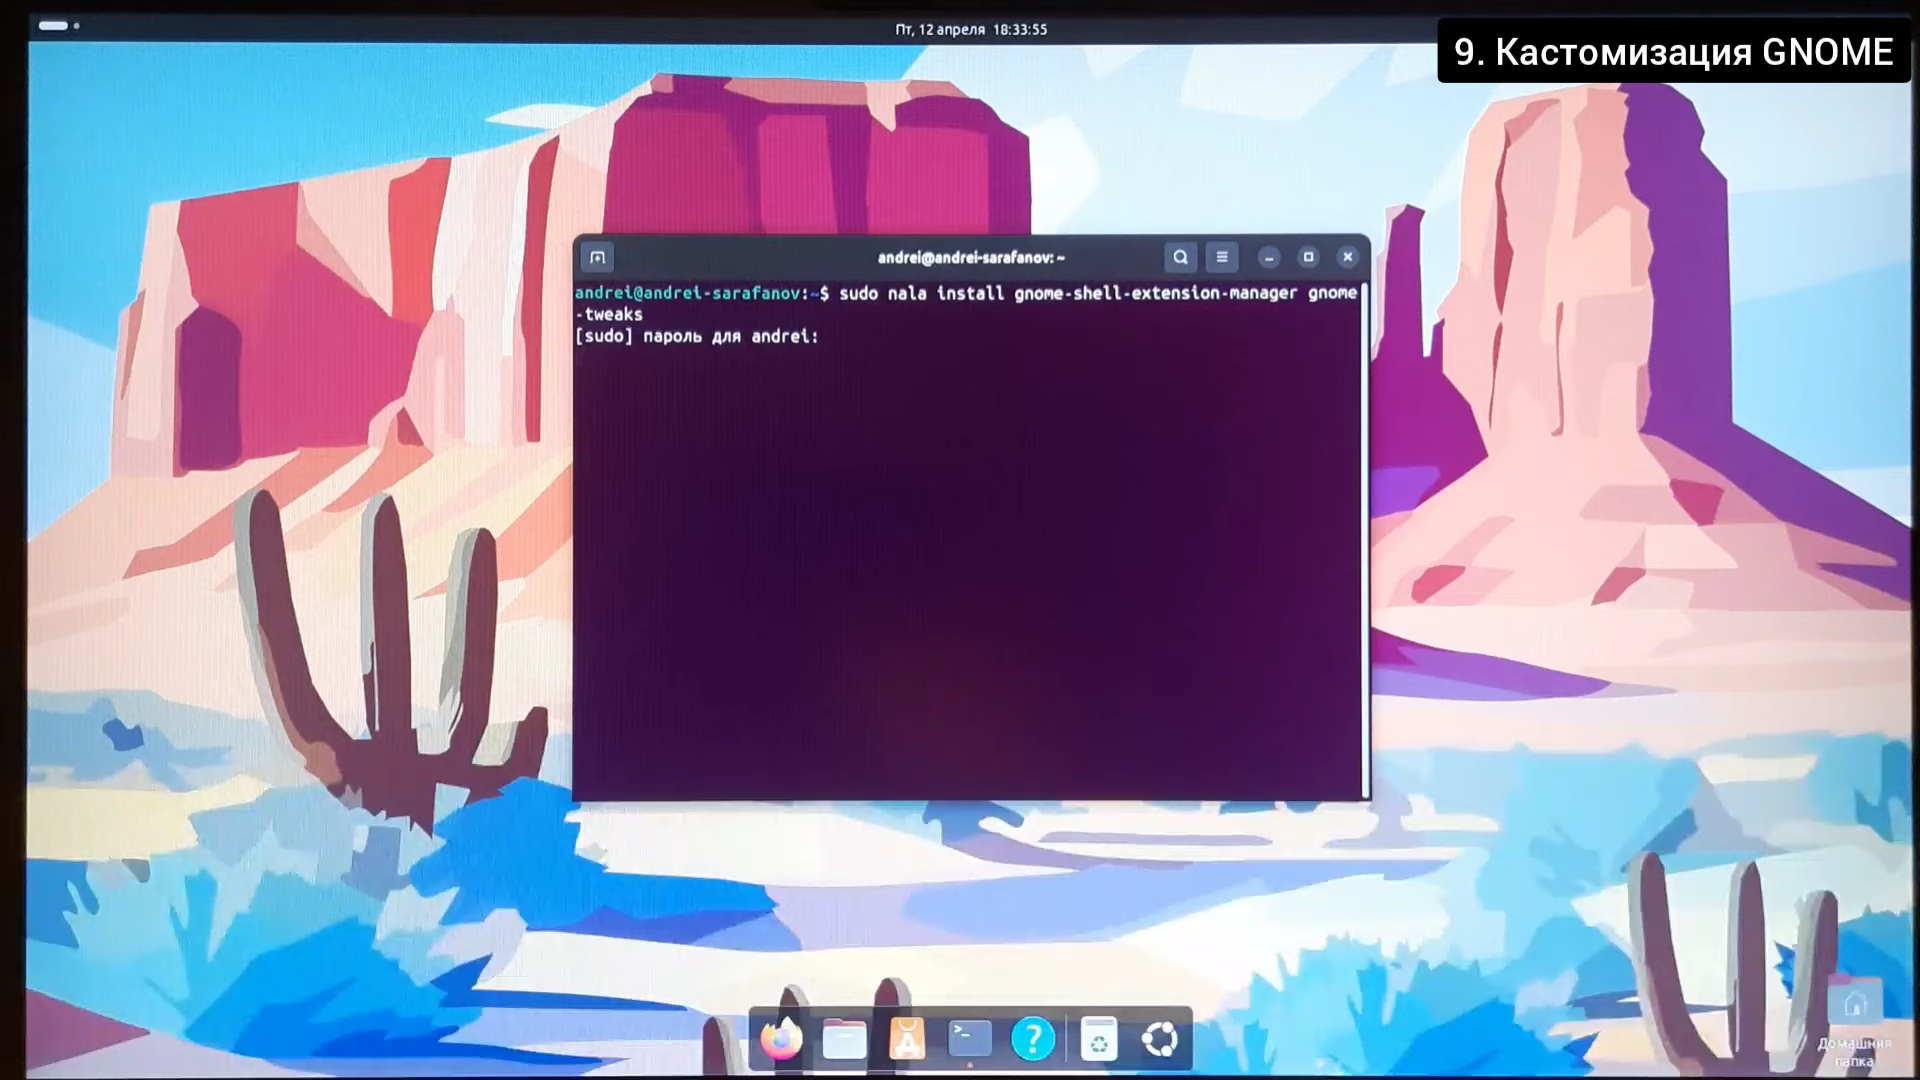 Пт, 12 апреля 18:33:55
9. Кастомизация GNOME
andrei@andrei-sarafanov: ~
andrei@andrei-sarafanov:~$ sudo nala install gnome-shell-extension-manager gnome
-tweaks
[sudo] пароль для andrei:
Домашняя
папка